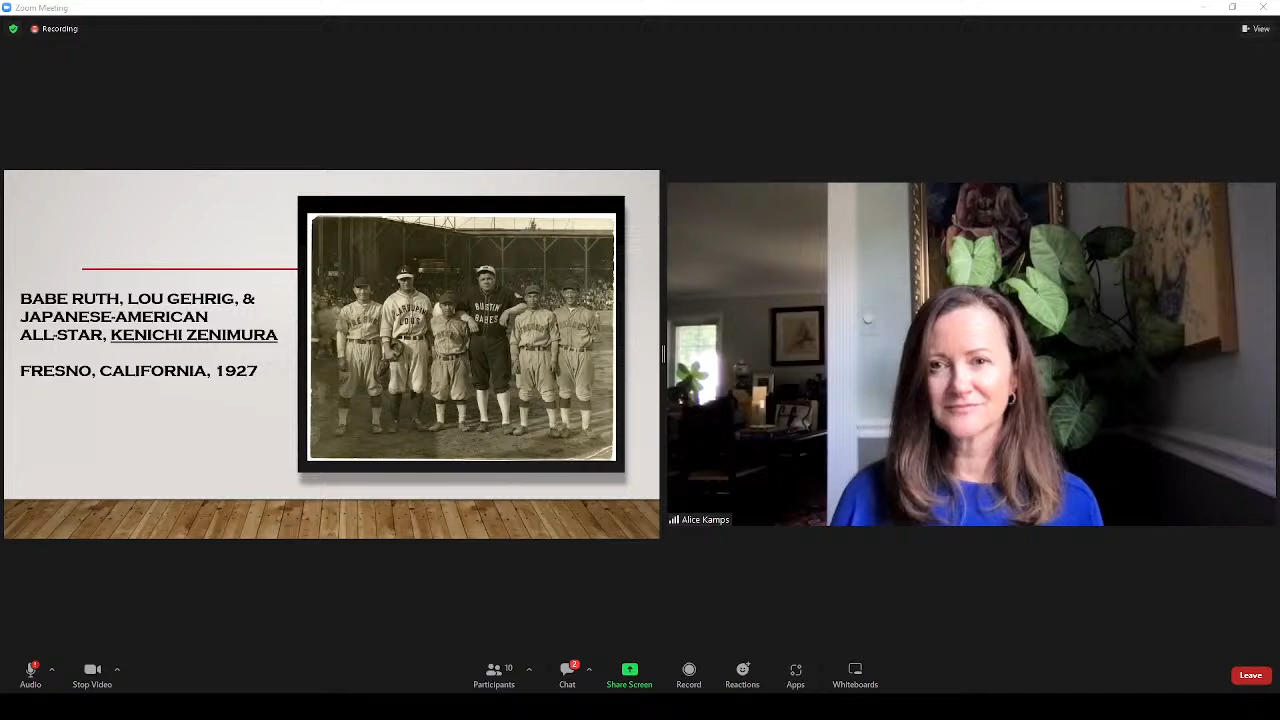 Zoom Meeting
Recording
View
BABE RUTH, LOU GEHRIG, &
JAPANESE-AMERICAN
ALL-STAR, KENICHI ZENIMURA
FRESNO, CALIFORNIA, 1927
BUSTIN
BABES
Alice Kamps
Audio
Stop Video
10
Participants
2
Chat
Share Screen
Record
Reactions
Apps
Whiteboards
Leave